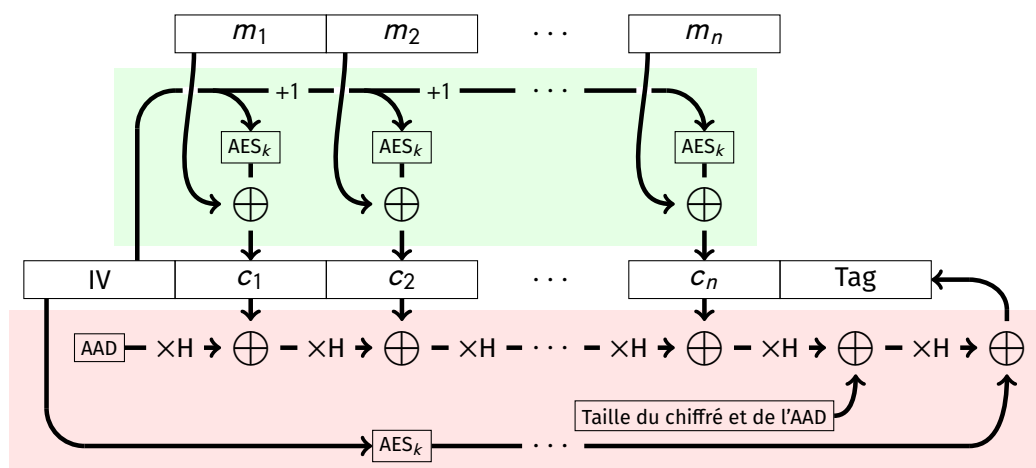 m1 m2 ··· mn
+1 +1 ···
AESk AESk AESk
IV c1 c2 ··· cn Tag
AAD ×H ×H ×H ··· ×H ×H ×H
Taille du chiffré et de l'AAD
AESk ···